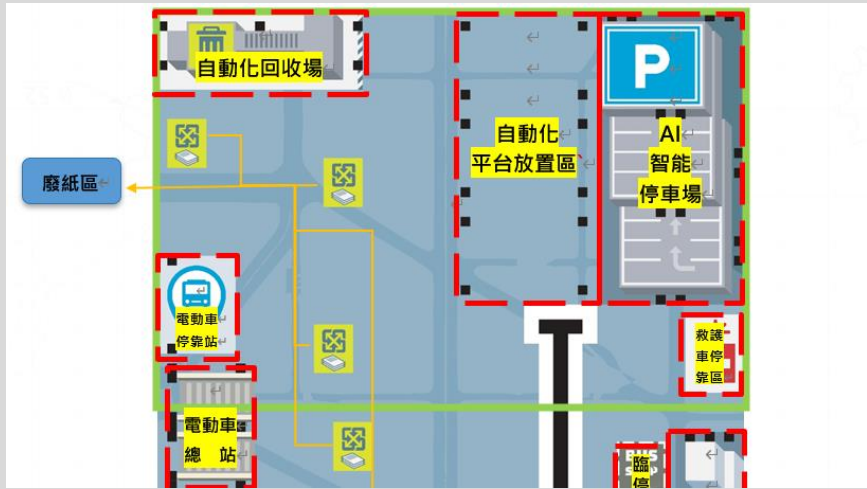 自動化回收場
P
自動化
平台放置區
AI
智能
停車場
廢紙區
電動車
停靠站
救護
車停
靠區
電動車
總 站
臨
停